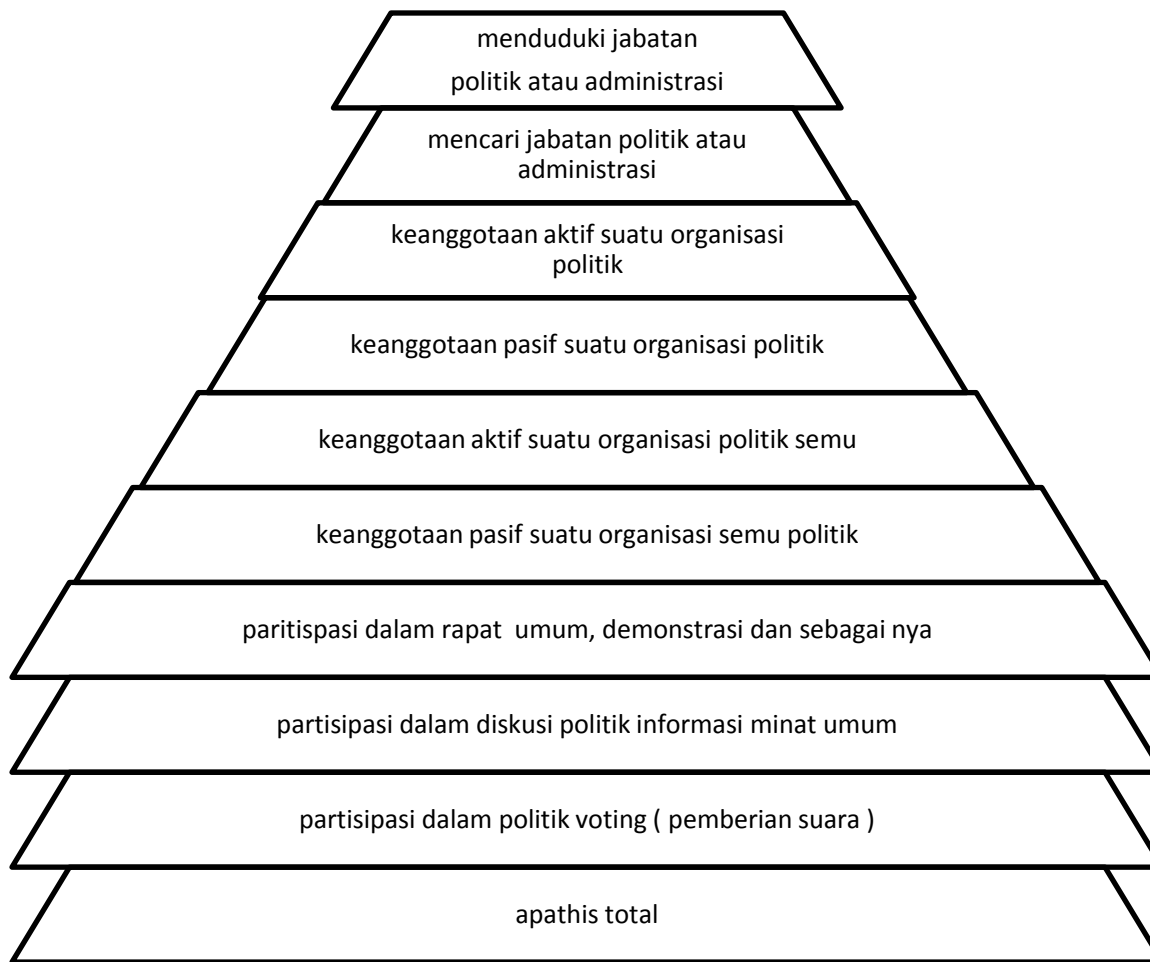 menduduki jabatan
politik atau administrasi
mencari jabatan politik atau
administrasi
keanggotaan aktif suatu organisasi
politik
keanggotaan pasif suatu organisasi politik
keanggotaan aktif suatu organisasi politik semu
keanggotaan pasif suatu organisasi semu politik
paritispasi dalam rapat umum, demonstrasi dan sebagai nya
partisipasi dalam diskusi politik informasi minat umum
partisipasi dalam politik voting ( pemberian suara )
apathis total